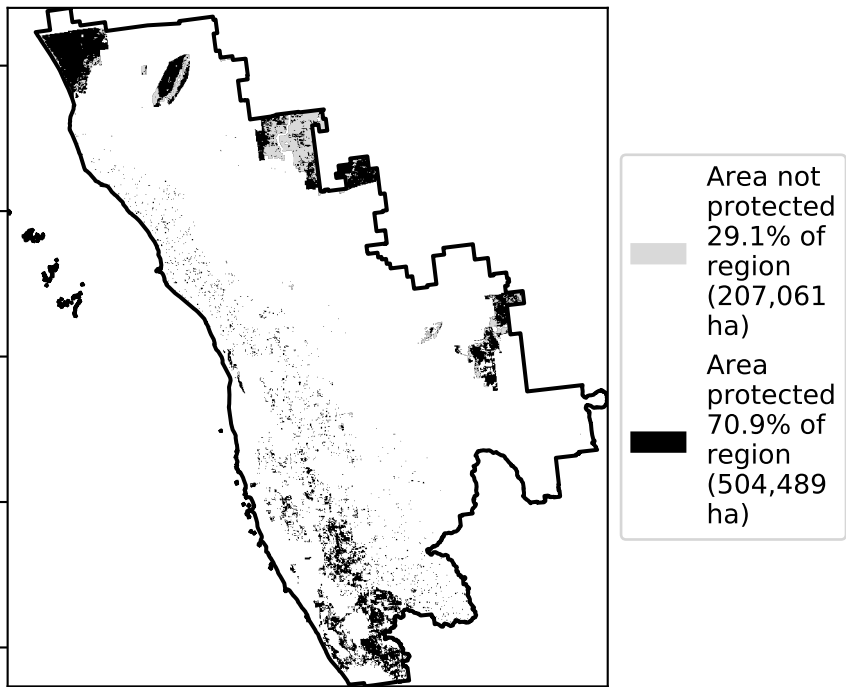 Area not
protected
29.1% of
region
(207,061
ha)
Area
protected
70.9% of
region
(504,489
ha)